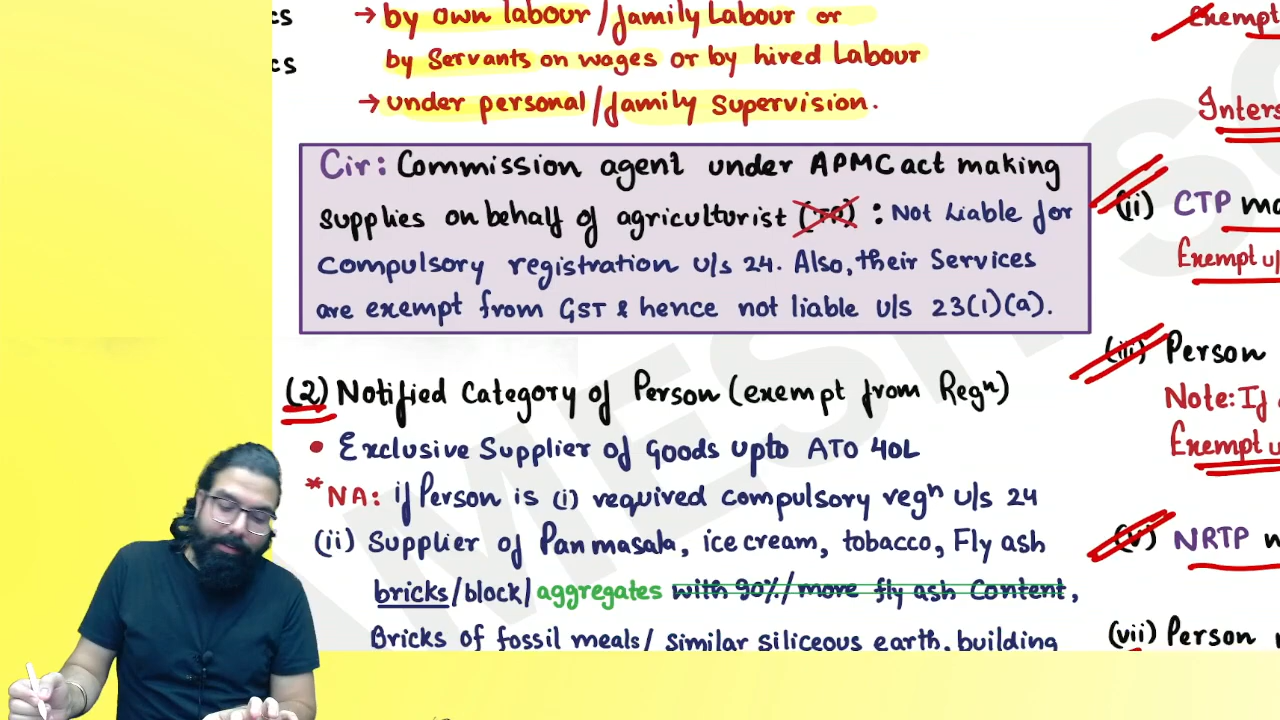 cs
→ by own labour/family Labour or
cs
by Servants on wages or by hired Labour
→ under personal/family Supervision.
Cir: Commission agent under APMC act making
supplies on behalf of agriculturist : Not Liable for
compulsory registration u/s 24. Also, their Services
are exempt from GST & hence not liable u/s 23(1)(a).
(2) Notified Category of Person (exempt from Regⁿ)
• Exclusive Supplier of Goods upto ATO 40L
*NA: if Person is (i) required compulsory regⁿ u/s 24
(ii) Supplier of Pan masala, ice cream, tobacco, Fly ash
bricks/block/ aggregates with 90%/more fly ash Content,
Bricks of fossil meals/ similar siliceous earth, building
Exempt
Inters
(ii) CTP ma
Exempt u/
(iii) Person
Note: If
Exempt u
(v) NRTP
(vii) Person